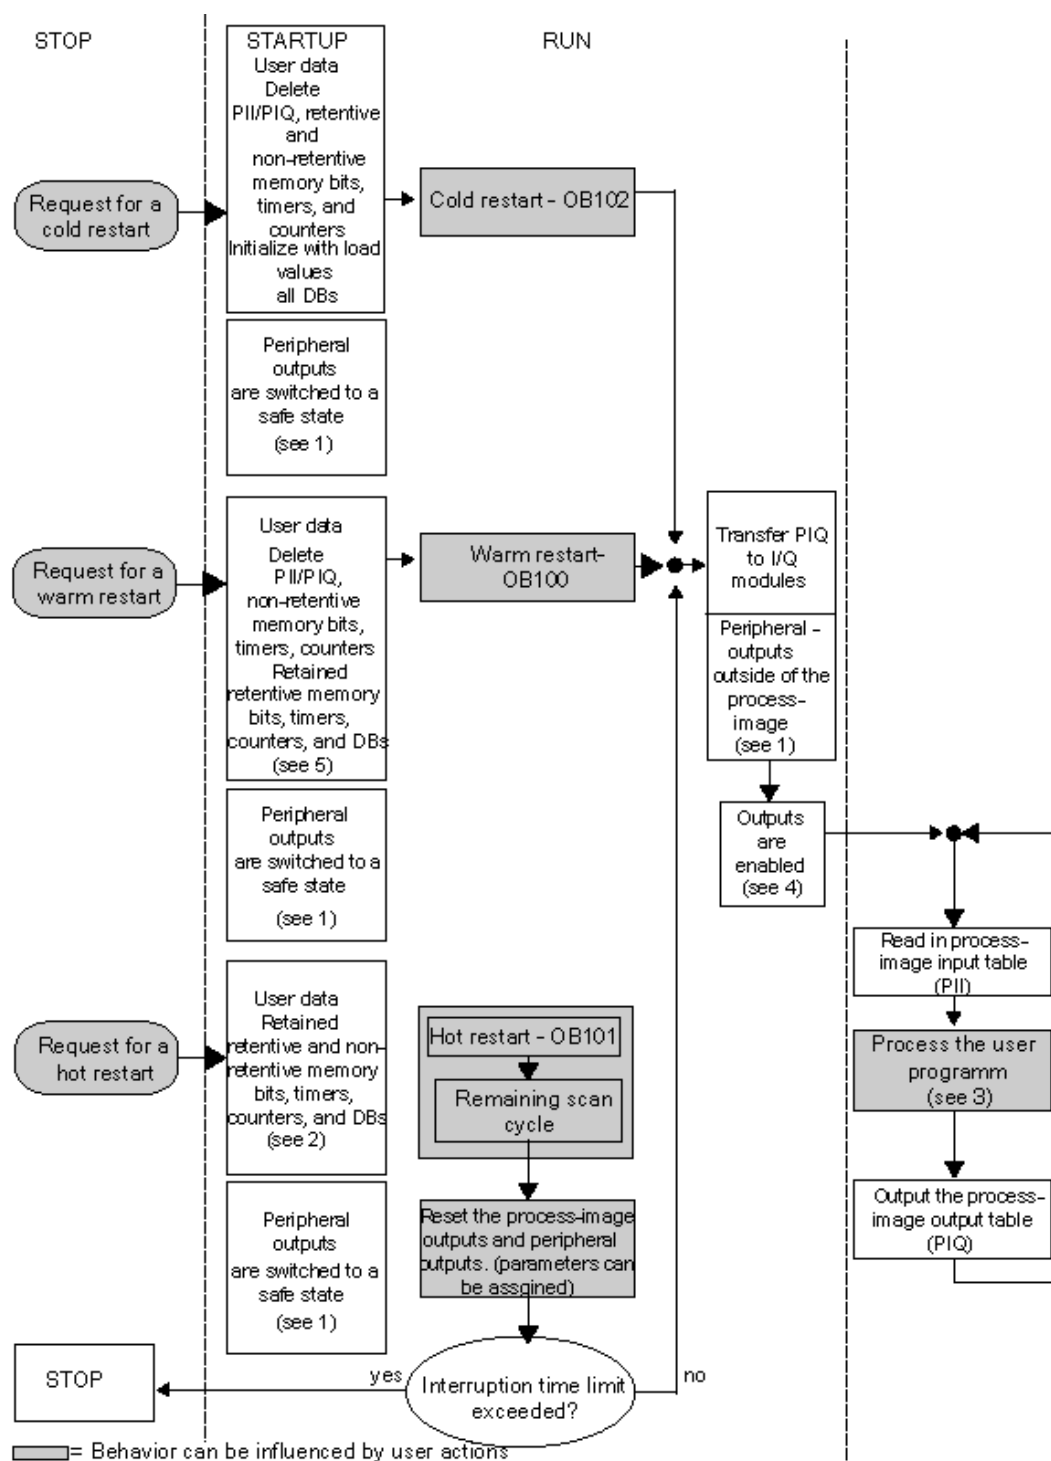 STOP
STARTUP
RUN
User data
Delete
PII/PIQ, retentive
and
non-retentive
memory bits,
timers, and
counters
Initialize with load
values
all DBs
Request for a
cold restart
Cold restart - OB102
Peripheral
outputs
are switched to a
safe state
(see 1)
User data
Delete
PII/PIQ,
non-retentive
memory bits,
timers, counters
Retained
retentive memory
bits, timers,
counters, and DBs
(see 5)
Request for a
warm restart
Warm restart-
OB100
Transfer PIQ
to I/Q
modules
Peripheral -
outputs
outside of the
process-
image
(see 1)
Peripheral
outputs
are switched to a
safe state
(see 1)
Outputs
are
enabled
(see 4)
Read in process-
image input table
(PII)
User data
Retained
retentive and non-
retentive memory
bits, timers,
counters, and DBs
(see 2)
Request for a
hot restart
Hot restart - OB101
Remaining scan
cycle
Process the user
programm
(see 3)
Output the process-
image output table
(PIQ)
Peripheral
outputs
are switched to a
safe state
(see 1)
Reset the process-image
outputs and peripheral
outputs. (parameters can
be assgined)
STOP
yes
Interruption time limit
exceeded?
no
= Behavior can be influenced by user actions